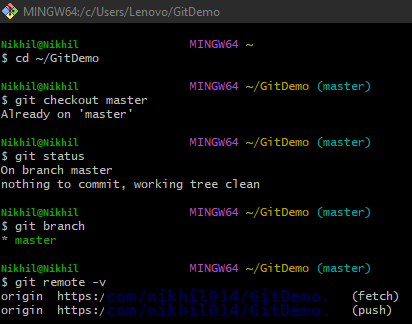 MINGW64:/c/Users/Lenovo/GitDemo
Nikhil@Nikhil MINGW64 ~
$ cd ~/GitDemo
Nikhil@Nikhil MINGW64 ~/GitDemo (master)
$ git checkout master
Already on 'master'
Nikhil@Nikhil MINGW64 ~/GitDemo (master)
$ git status
On branch master
nothing to commit, working tree clean
Nikhil@Nikhil MINGW64 ~/GitDemo (master)
$ git branch
* master
Nikhil@Nikhil MINGW64 ~/GitDemo (master)
$ git remote -v
origin https:/com/nikhil014/GitDemo. (fetch)
origin https:/ (push)